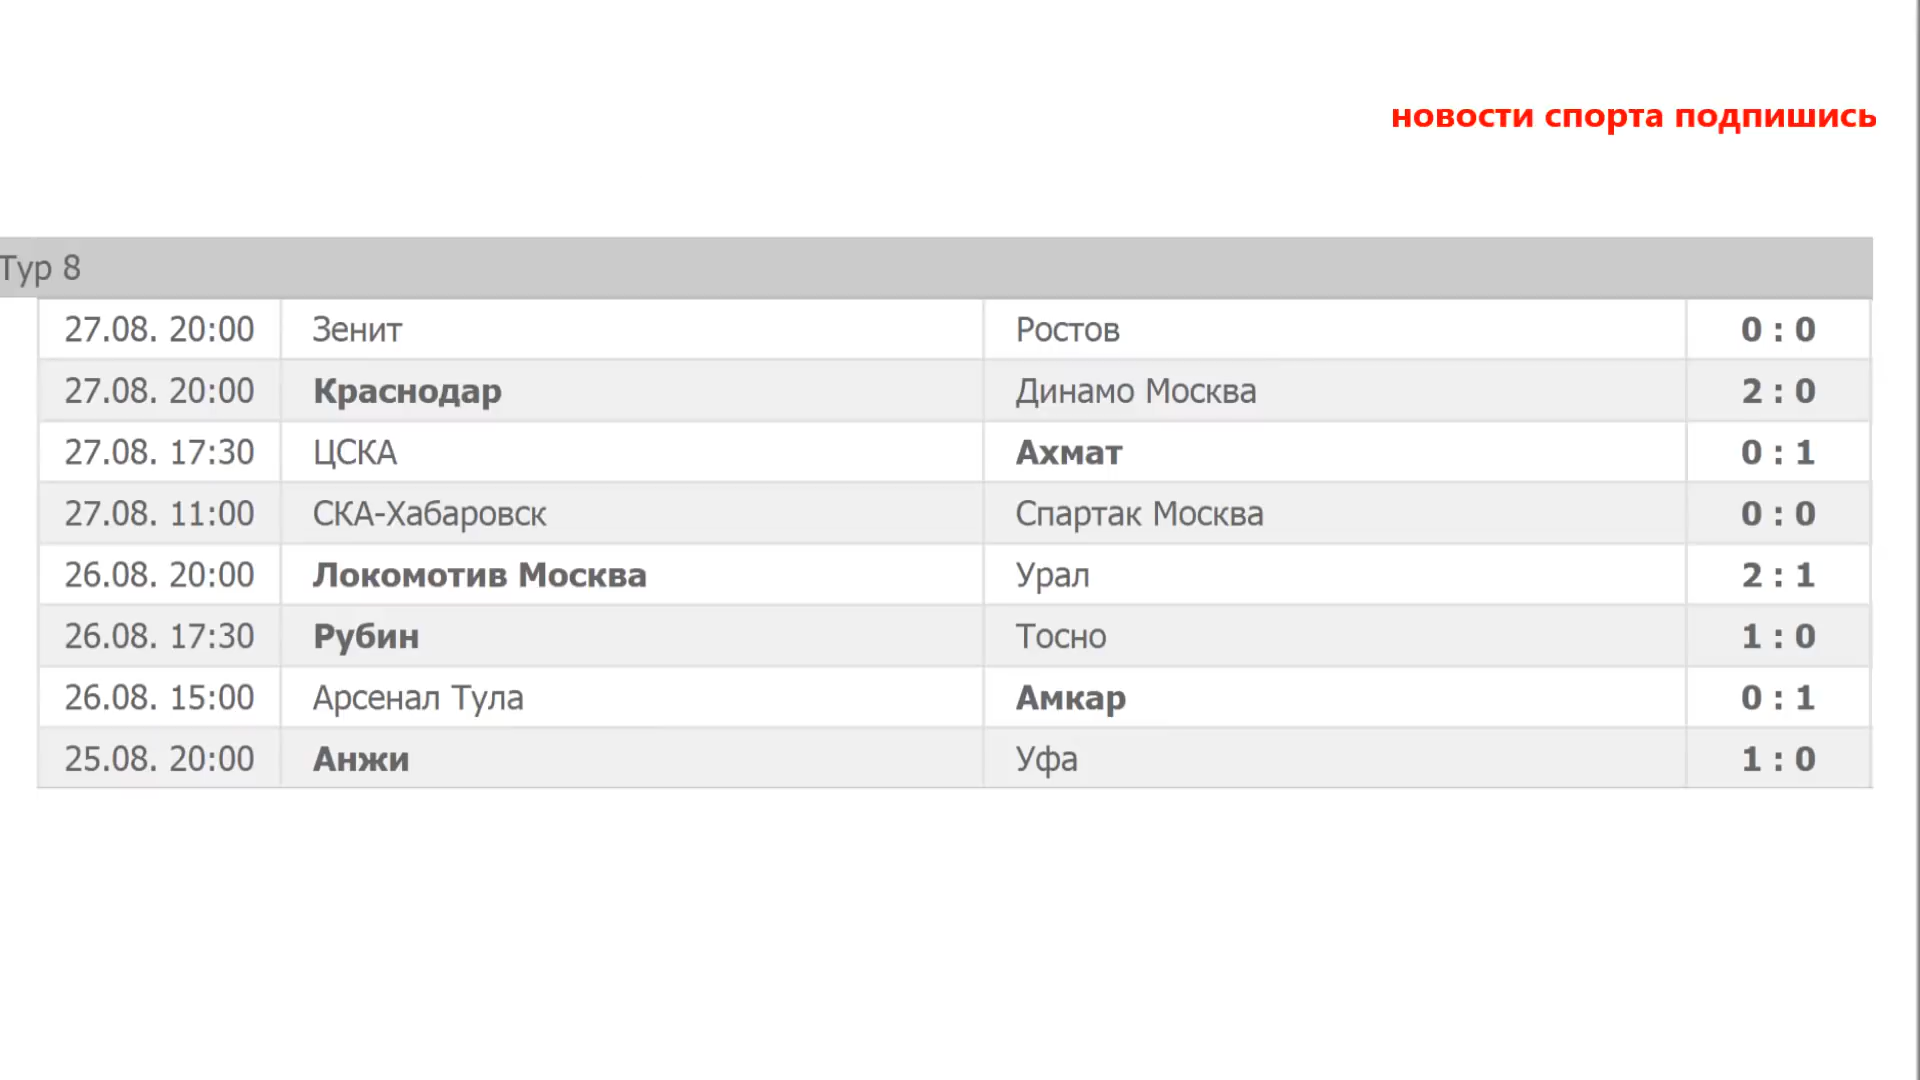 новости спорта подпишись
Тур 8
27.08. 20:00 Зенит Ростов 0 : 0
27.08. 20:00 Краснодар Динамо Москва 2 : 0
27.08. 17:30 ЦСКА Ахмат 0 : 1
27.08. 11:00 СКА-Хабаровск Спартак Москва 0 : 0
26.08. 20:00 Локомотив Москва Урал 2 : 1
26.08. 17:30 Рубин Тосно 1 : 0
26.08. 15:00 Арсенал Тула Амкар 0 : 1
25.08. 20:00 Анжи Уфа 1 : 0